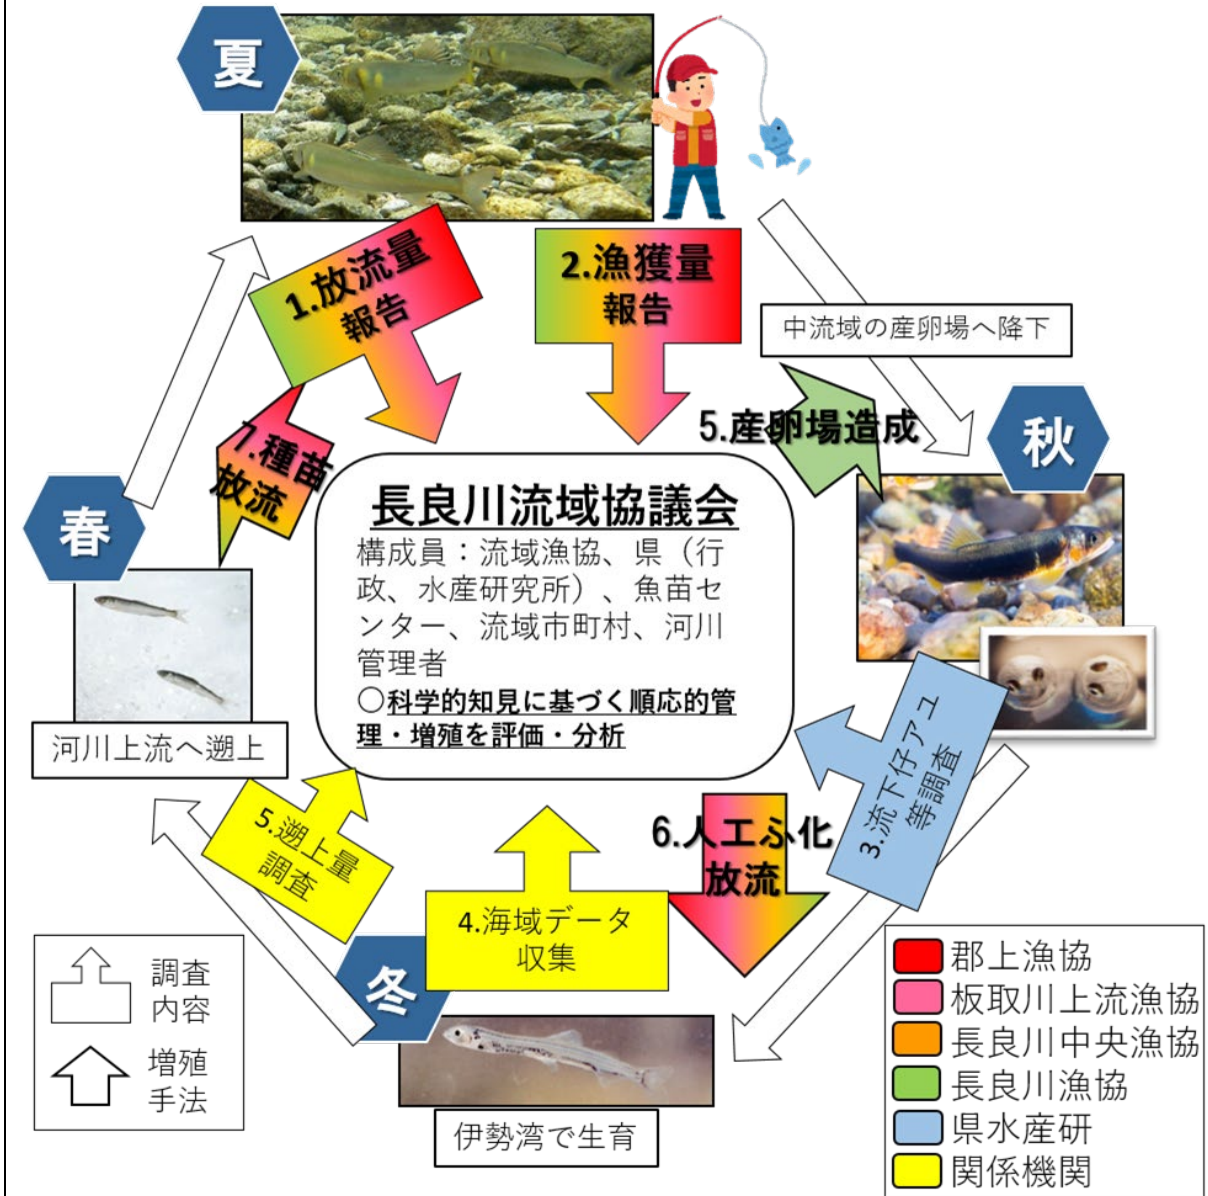 夏
1.放流量
報告
2.漁獲量
報告
中流域の産卵場へ降下
5.産卵場造成
秋
7.種苗
放流
春
長良川流域協議会
構成員：流域漁協、県（行
政、水産研究所）、魚苗セ
ンター、流域市町村、河川
管理者
〇科学的知見に基づく順応的管
理・増殖を評価・分析
河川上流へ遡上
3.流下仔アユ
等調査
5.遡上量
調査
6.人工ふ化
放流
4.海域データ
収集
冬
伊勢湾で生育
調査
内容
増殖
手法
郡上漁協
板取川上流漁協
長良川中央漁協
長良川漁協
県水産研
関係機関